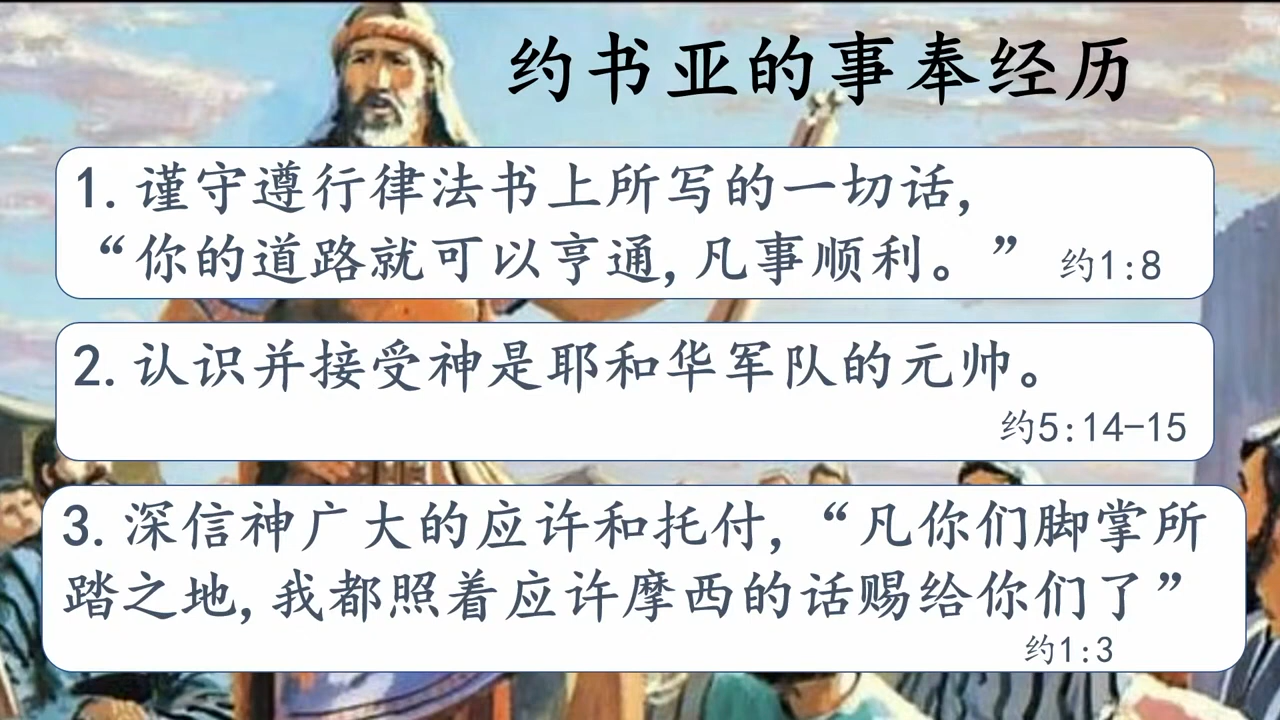 约书亚的事奉经历
1. 谨守遵行律法书上所写的一切话,
“你的道路就可以亨通,凡事顺利。” 约1:8
2. 认识并接受神是耶和华军队的元帅。
约5:14-15
3. 深信神广大的应许和托付,“凡你们脚掌所
踏之地,我都照着应许摩西的话赐给你们了”
约1:3